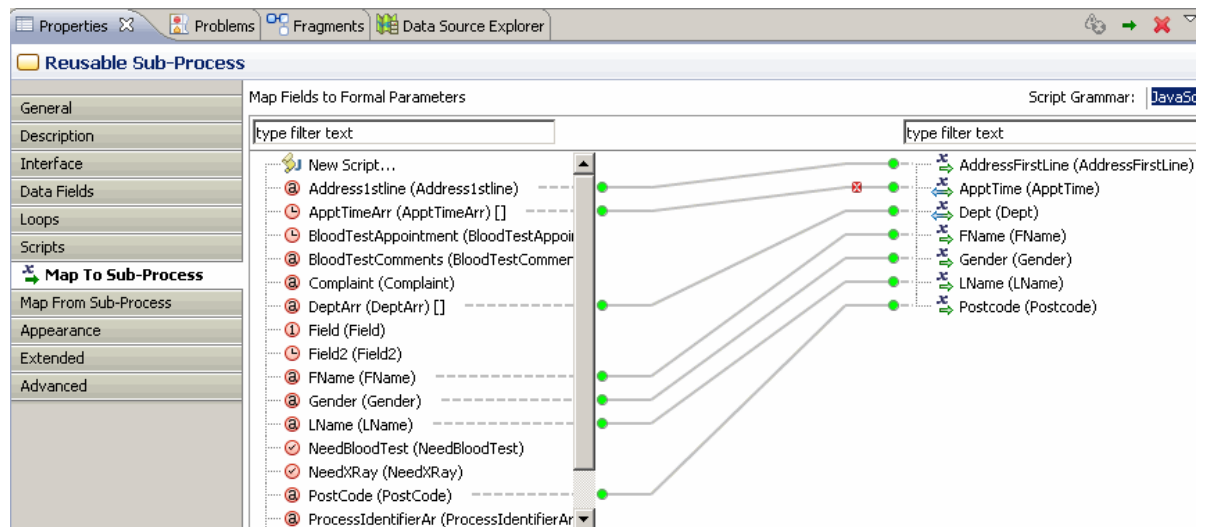 Properties Problems Fragments Data Source Explorer
Reusable Sub-Process
General
Description
Interface
Data Fields
Loops
Scripts
Map To Sub-Process
Map From Sub-Process
Appearance
Extended
Advanced
Map Fields to Formal Parameters Script Grammar: JavaSc
type filter text
New Script...
Address1stline (Address1stline)
ApptTimeArr (ApptTimeArr) []
BloodTestAppointment (BloodTestAppoin
BloodTestComments (BloodTestCommen
Complaint (Complaint)
DeptArr (DeptArr) []
Field (Field)
Field2 (Field2)
FName (FName)
Gender (Gender)
LName (LName)
NeedBloodTest (NeedBloodTest)
NeedXRay (NeedXRay)
PostCode (PostCode)
ProcessIdentifierAr (ProcessIdentifierAr
type filter text
AddressFirstLine (AddressFirstLine)
ApptTime (ApptTime)
Dept (Dept)
FName (FName)
Gender (Gender)
LName (LName)
Postcode (Postcode)